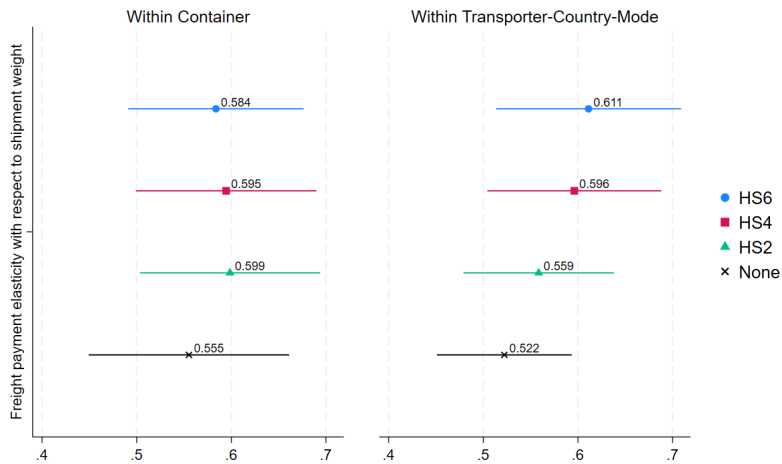 Within Container
Within Transporter-Country-Mode
Freight payment elasticity with respect to shipment weight
0.584
0.595
0.599
0.555
.4 .5 .6 .7
0.611
0.596
0.559
0.522
.4 .5 .6 .7
HS6
HS4
HS2
None